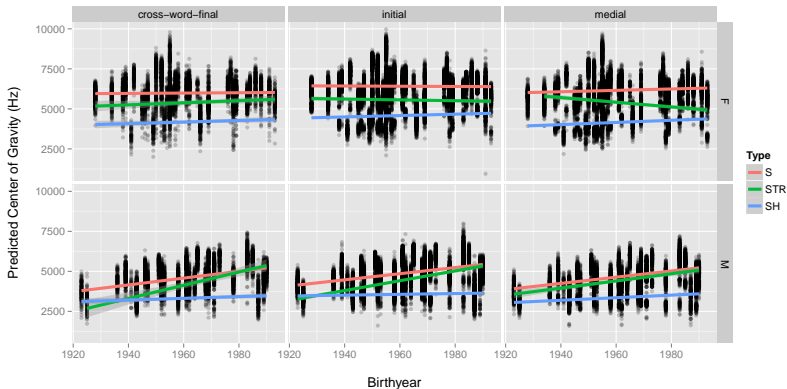 cross−word−final
initial
medial
10000
7500
5000
2500
F
10000
7500
5000
2500
M
1920 1940 1960 1980 1920 1940 1960 1980 1920 1940 1960 1980
Predicted Center of Gravity (Hz)
Birthyear
Type
S
STR
SH